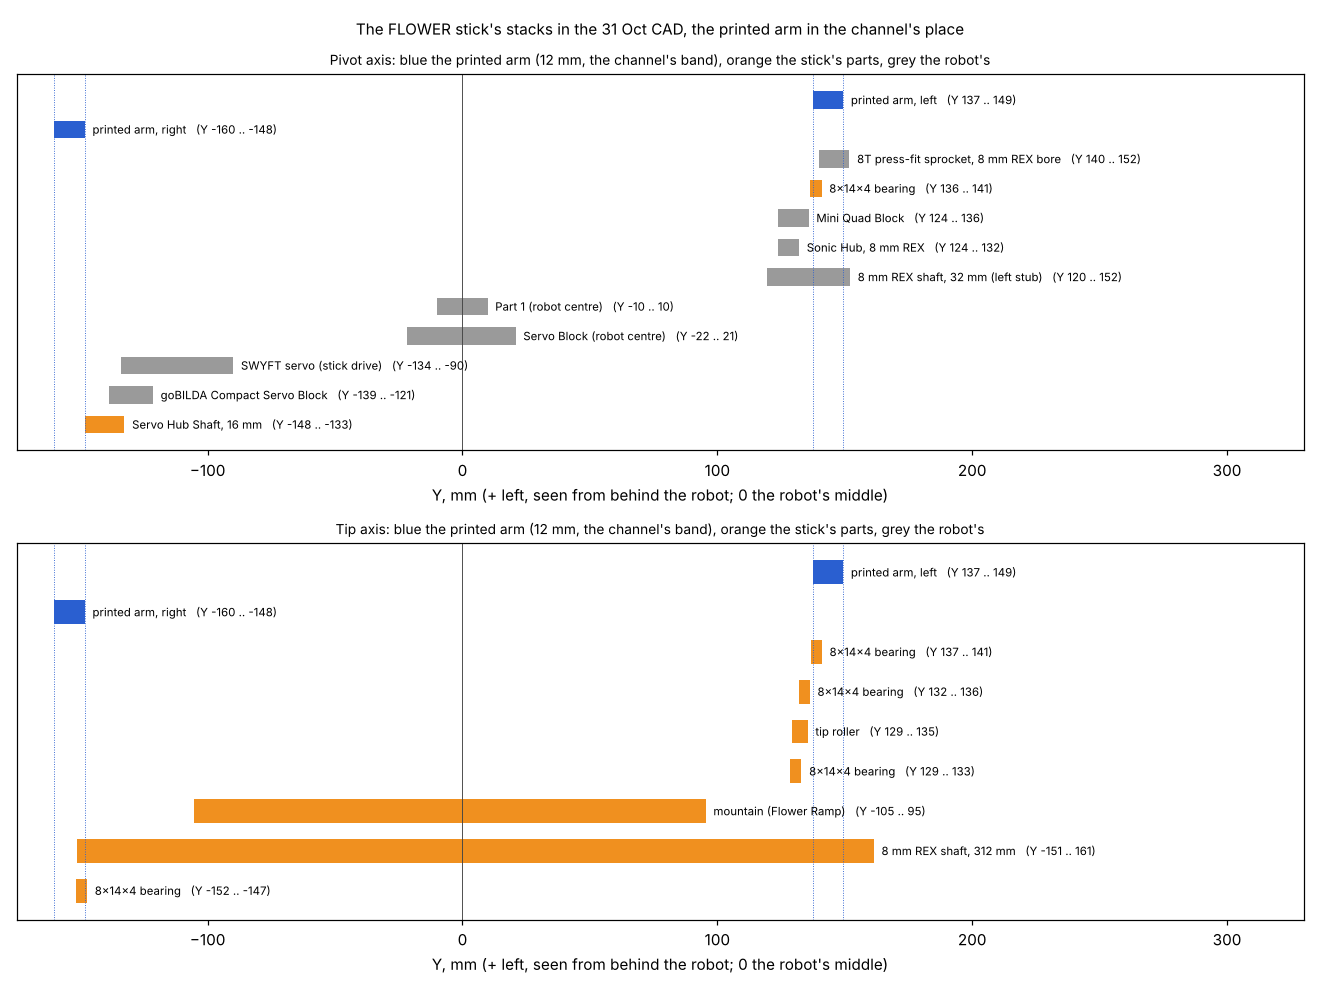 The FLOWER stick's stacks in the 31 Oct CAD, the printed arm in the channel's place
Pivot axis: blue the printed arm (12 mm, the channel's band), orange the stick's parts, grey the robot's
printed arm, left (Y 137 .. 149)
printed arm, right (Y -160 .. -148)
8T press-fit sprocket, 8 mm REX bore (Y 140 .. 152)
8×14×4 bearing (Y 136 .. 141)
Mini Quad Block (Y 124 .. 136)
Sonic Hub, 8 mm REX (Y 124 .. 132)
8 mm REX shaft, 32 mm (left stub) (Y 120 .. 152)
Part 1 (robot centre) (Y -10 .. 10)
Servo Block (robot centre) (Y -22 .. 21)
SWYFT servo (stick drive) (Y -134 .. -90)
goBILDA Compact Servo Block (Y -139 .. -121)
Servo Hub Shaft, 16 mm (Y -148 .. -133)
−100 0 100 200 300
Y, mm (+ left, seen from behind the robot; 0 the robot's middle)
Tip axis: blue the printed arm (12 mm, the channel's band), orange the stick's parts, grey the robot's
printed arm, left (Y 137 .. 149)
printed arm, right (Y -160 .. -148)
8×14×4 bearing (Y 137 .. 141)
8×14×4 bearing (Y 132 .. 136)
tip roller (Y 129 .. 135)
8×14×4 bearing (Y 129 .. 133)
mountain (Flower Ramp) (Y -105 .. 95)
8 mm REX shaft, 312 mm (Y -151 .. 161)
8×14×4 bearing (Y -152 .. -147)
−100 0 100 200 300
Y, mm (+ left, seen from behind the robot; 0 the robot's middle)